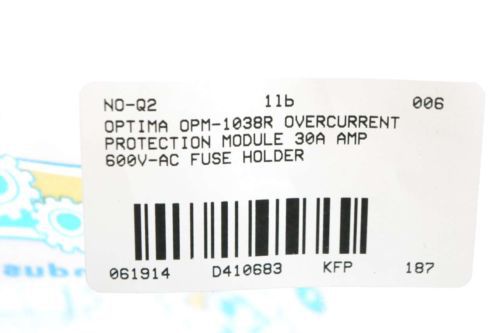 NO-Q2 11b 006
OPTIMA OPM-1038R OVERCURRENT
PROTECTION MODULE 30A AMP
600V-AC FUSE HOLDER
061914 D410683 KFP 187